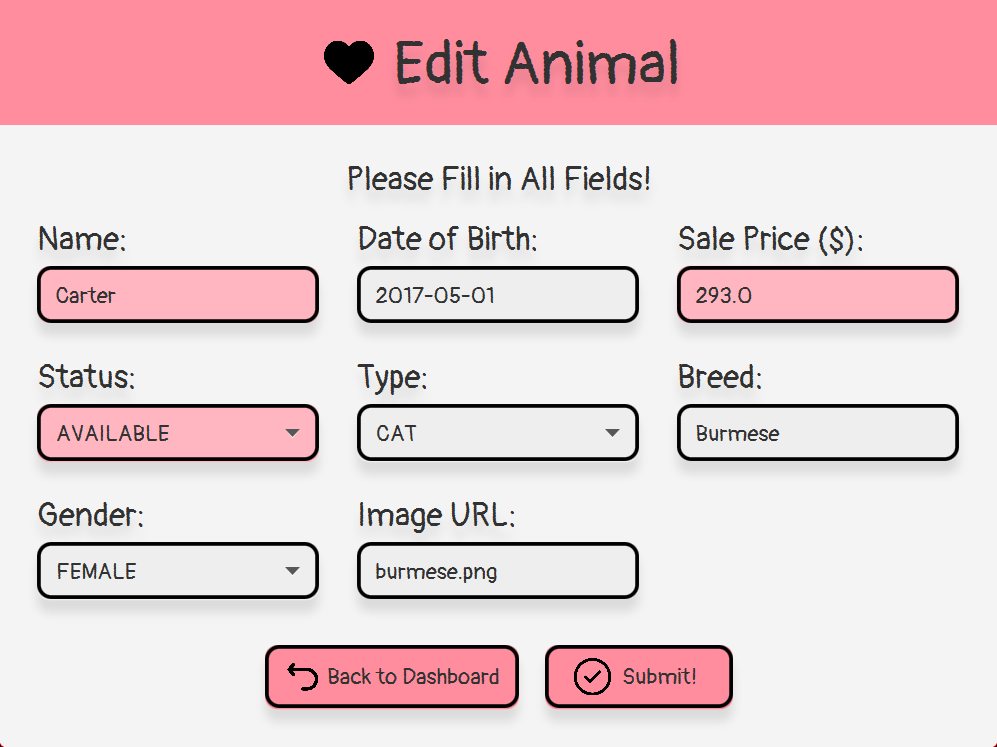 Edit Animal
Please Fill in All Fields!
Name: Date of Birth: Sale Price ($):
Carter 2017-05-01 293.0
Status: Type: Breed:
AVAILABLE CAT Burmese
Gender: Image URL:
FEMALE burmese.png
Back to Dashboard Submit!